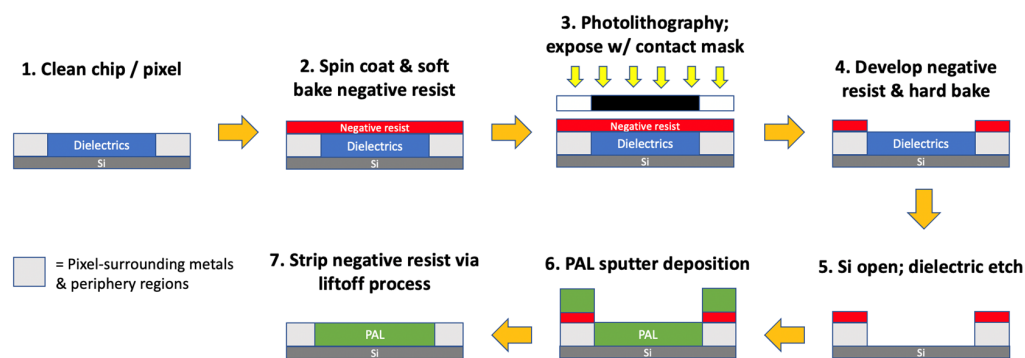 1. Clean chip / pixel
Dielectrics
Si
2. Spin coat & soft
bake negative resist
Negative resist
Dielectrics
Si
3. Photolithography;
expose w/ contact mask
Negative resist
Dielectrics
Si
4. Develop negative
resist & hard bake
Dielectrics
Si
5. Si open; dielectric etch
Si
6. PAL sputter deposition
PAL
Si
7. Strip negative resist via
liftoff process
PAL
Si
= Pixel-surrounding metals
& periphery regions